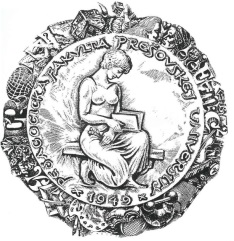 PEDAGOGICKÁ FAKULTA PREŠOVSKEJ UNIVERZITY
1949